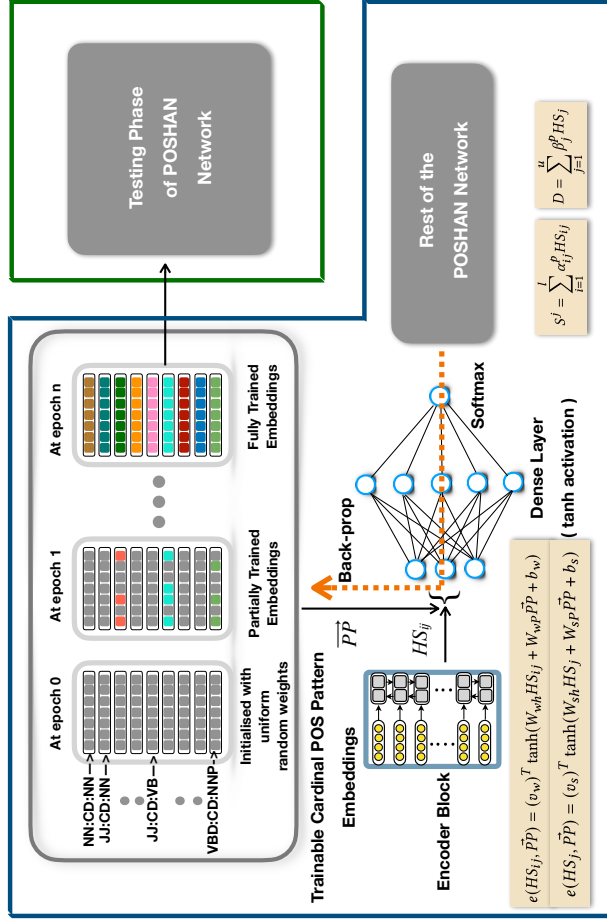 At epoch 0
At epoch 1
At epoch n
NN:CD:NN
JJ:CD:NN
JJ:CD:VB
VBD:CD:NNP
Initialised with
uniform
random weights
Partially Trained
Embeddings
Fully Trained
Embeddings
Testing Phase
of POSHAN
Network
Trainable Cardinal POS Pattern
Embeddings
$\overrightarrow{PP}$
Back-prop
$HS_{ij}$
{
Encoder Block
Softmax
Dense Layer
( tanh activation )
Rest of the
POSHAN Network
$e(HS_{ij}, \vec{PP}) = (v_w)^T \tanh(W_{wh}HS_{ij} + W_{wP}\vec{PP} + b_w)$
$e(HS_j, \vec{PP}) = (v_s)^T \tanh(W_{sh}HS_j + W_{sP}\vec{PP} + b_s)$
$S^j = \sum_{i=1}^{l} \alpha_{ij}^{p} HS_{ij}$
$D = \sum_{j=1}^{u} \beta_j^{p} HS_j$